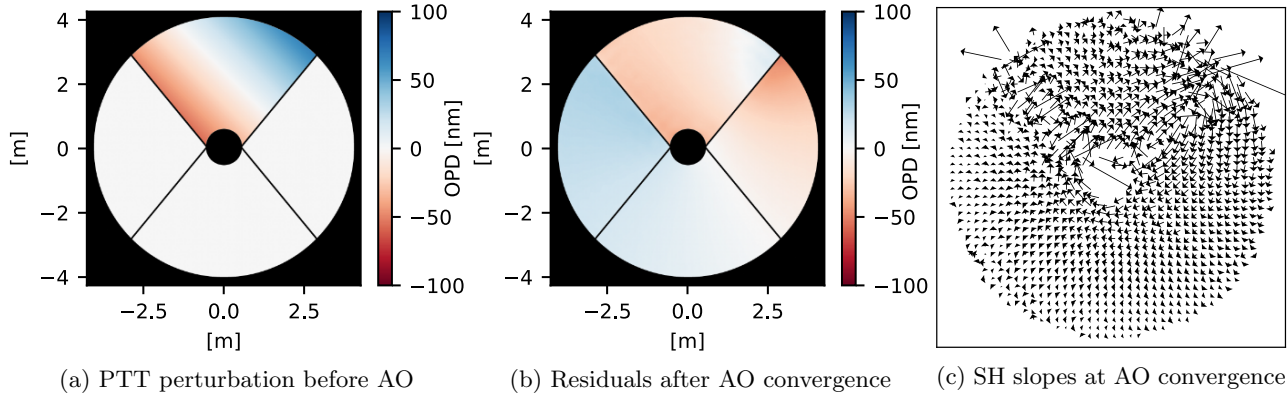 4
2
0
−2
−4
[m]
−2.5
0.0
2.5
[m]
100
50
0
−50
−100
OPD [nm]
4
2
0
−2
−4
[m]
−2.5
0.0
2.5
[m]
100
50
0
−50
−100
OPD [nm]
(a) PTT perturbation before AO
(b) Residuals after AO convergence
(c) SH slopes at AO convergence